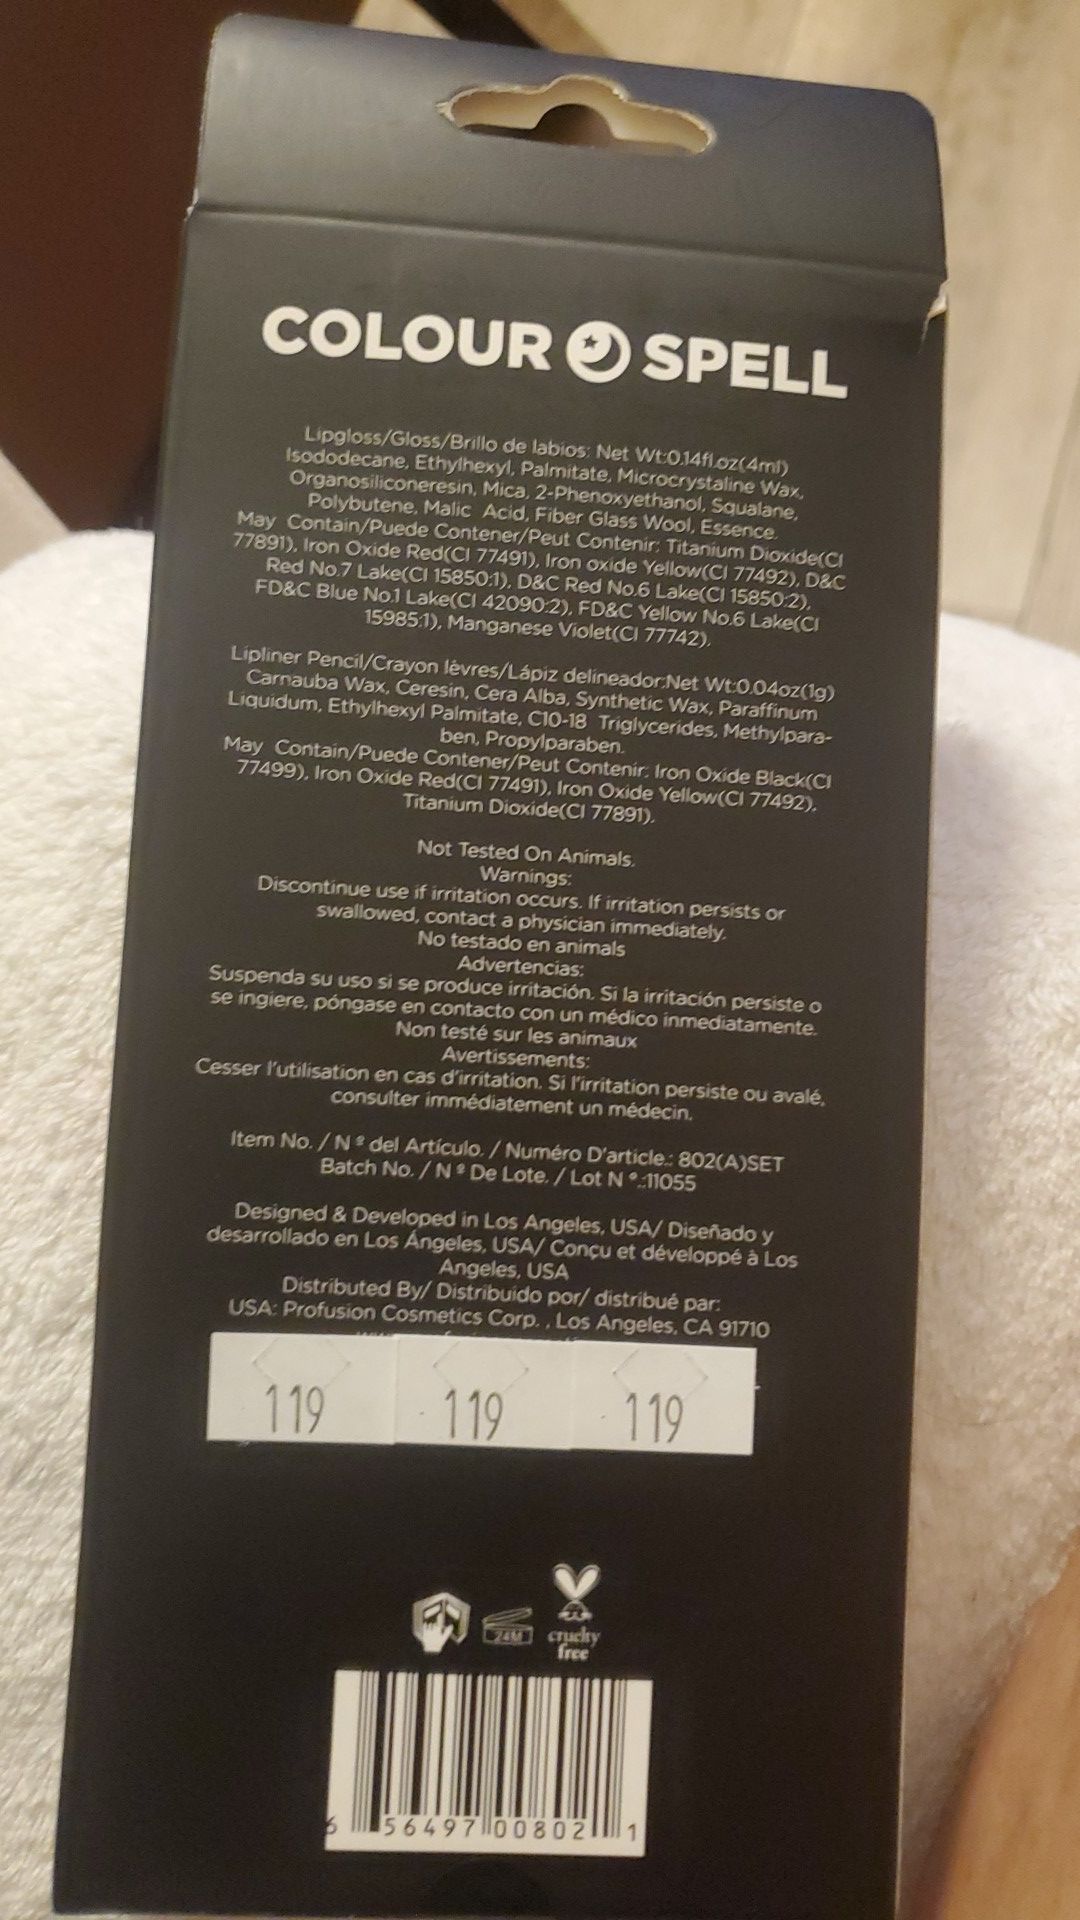 COLOUR SPELL
Lipgloss/Gloss/Brillo de labios: Net Wt:0.14fl.oz(4ml)
Isododecane, Ethylhexyl, Palmitate, Microcrystaline Wax,
Organosiliconeresin, Mica, 2-Phenoxyethanol, Squalane,
Polybutene, Malic Acid, Fiber Glass Wool, Essence.
May Contain/Puede Contener/Peut Contenir: Titanium Dioxide(CI
77891), Iron Oxide Red(CI 77491), Iron oxide Yellow(CI 77492), D&C
Red No.7 Lake(CI 15850:1), D&C Red No.6 Lake(CI 15850:2),
FD&C Blue No.1 Lake(CI 42090:2), FD&C Yellow No.6 Lake(CI
15985:1), Manganese Violet(CI 77742).
Lipliner Pencil/Crayon lèvres/Lápiz delineador:Net Wt:0.04oz(1g)
Carnauba Wax, Ceresin, Cera Alba, Synthetic Wax, Paraffinum
Liquidum, Ethylhexyl Palmitate, C10-18 Triglycerides, Methylpara-
ben, Propylparaben.
May Contain/Puede Contener/Peut Contenir: Iron Oxide Black(CI
77499), Iron Oxide Red(CI 77491), Iron Oxide Yellow(CI 77492),
Titanium Dioxide(CI 77891).
Not Tested On Animals.
Warnings:
Discontinue use if irritation occurs. If irritation persists or
swallowed, contact a physician immediately.
No testado en animals
Advertencias:
Suspenda su uso si se produce irritación. Si la irritación persiste o
se ingiere, póngase en contacto con un médico inmediatamente.
Non testé sur les animaux
Avertissements:
Cesser l'utilisation en cas d'irritation. Si l'irritation persiste ou avalé,
consulter immédiatement un médecin.
Item No. / N º del Artículo. / Numéro D'article.: 802(A)SET
Batch No. / N º De Lote. / Lot N °.:11055
Designed & Developed in Los Angeles, USA/ Diseñado y
desarrollado en Los Ángeles, USA/ Conçu et développé à Los
Angeles, USA
Distributed By/ Distribuido por/ distribué par:
USA: Profusion Cosmetics Corp. , Los Angeles, CA 91710
119 119 119
24M
cruelty
free
6 56497 00802 1